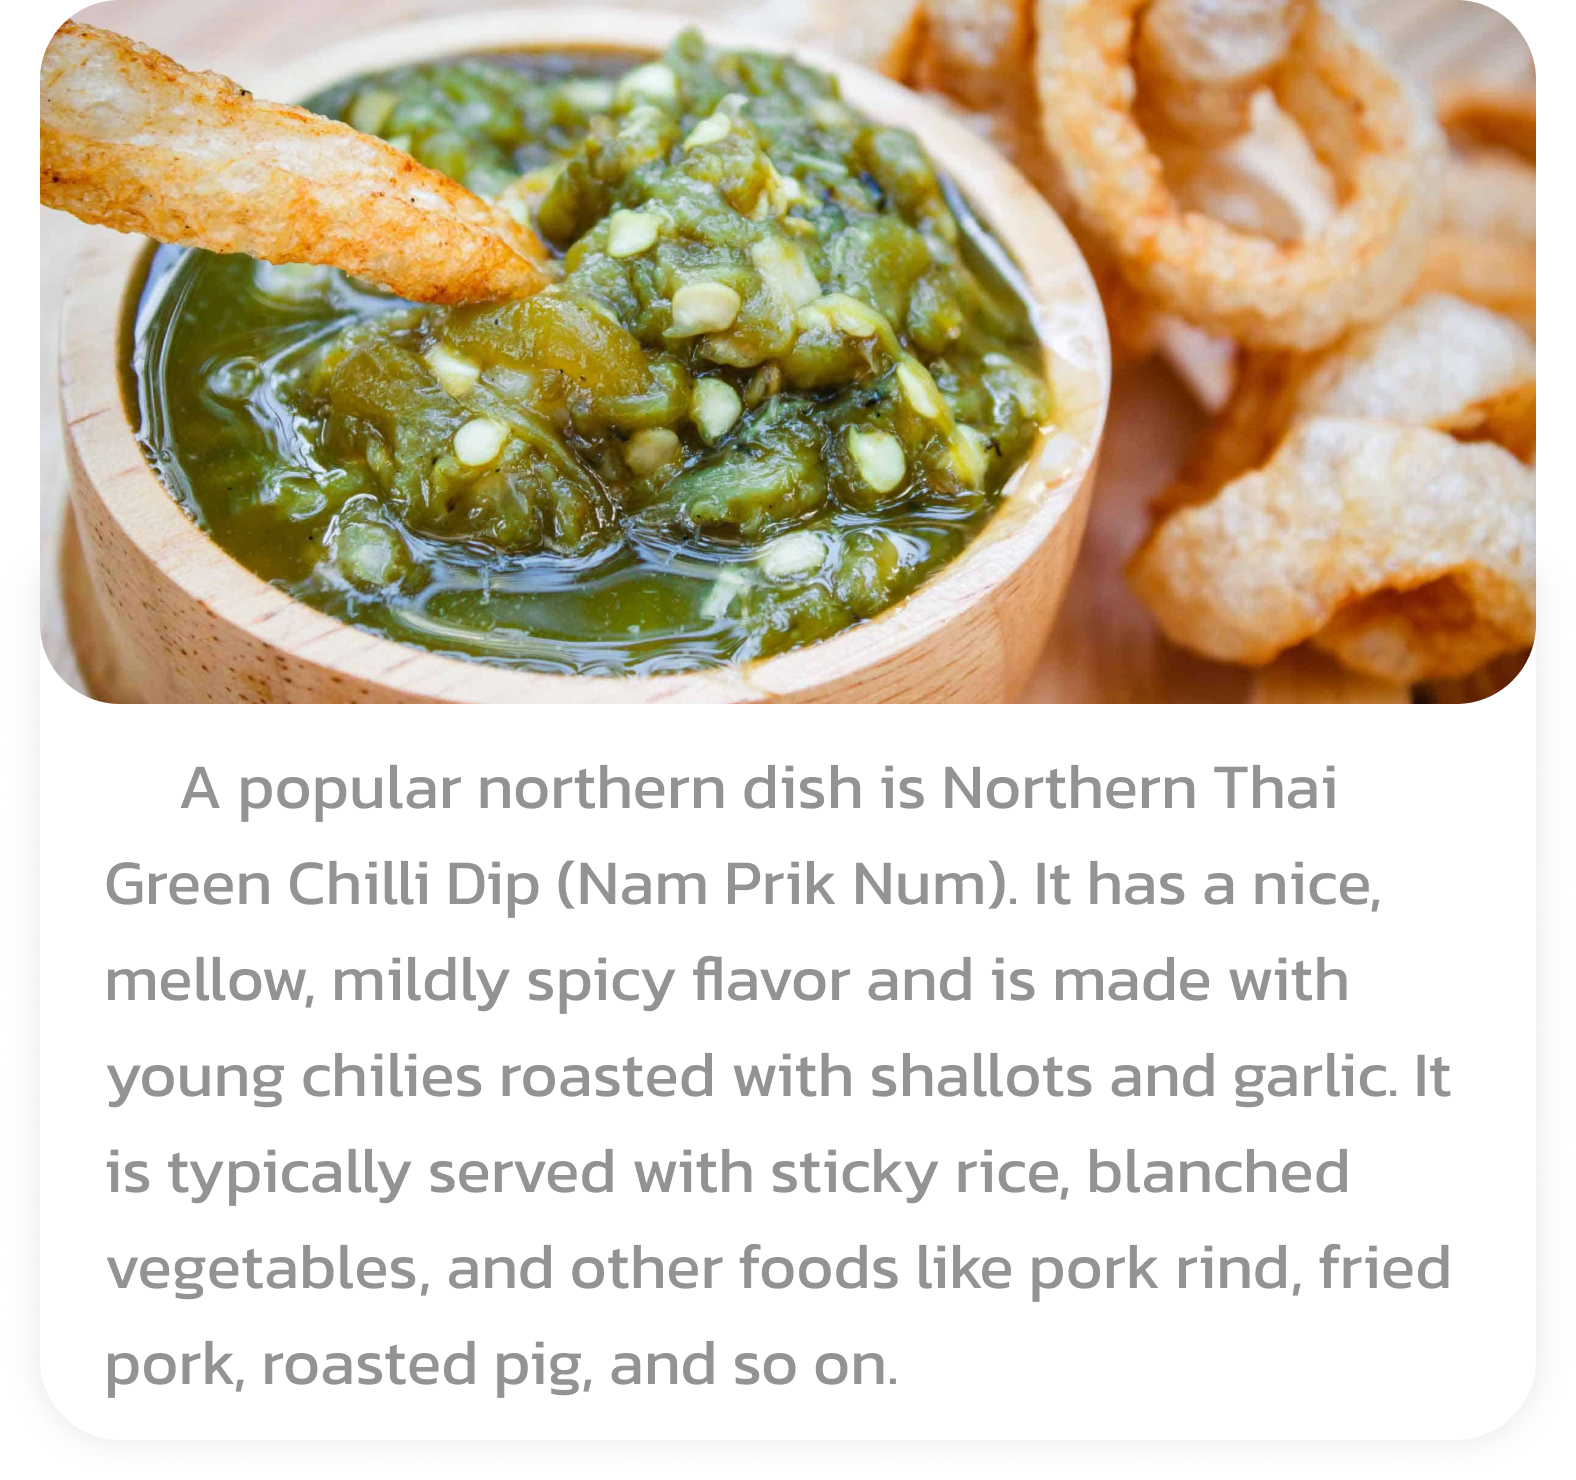 A popular northern dish is Northern Thai
Green Chilli Dip (Nam Prik Num). It has a nice,
mellow, mildly spicy flavor and is made with
young chilies roasted with shallots and garlic. It
is typically served with sticky rice, blanched
vegetables, and other foods like pork rind, fried
pork, roasted pig, and so on.